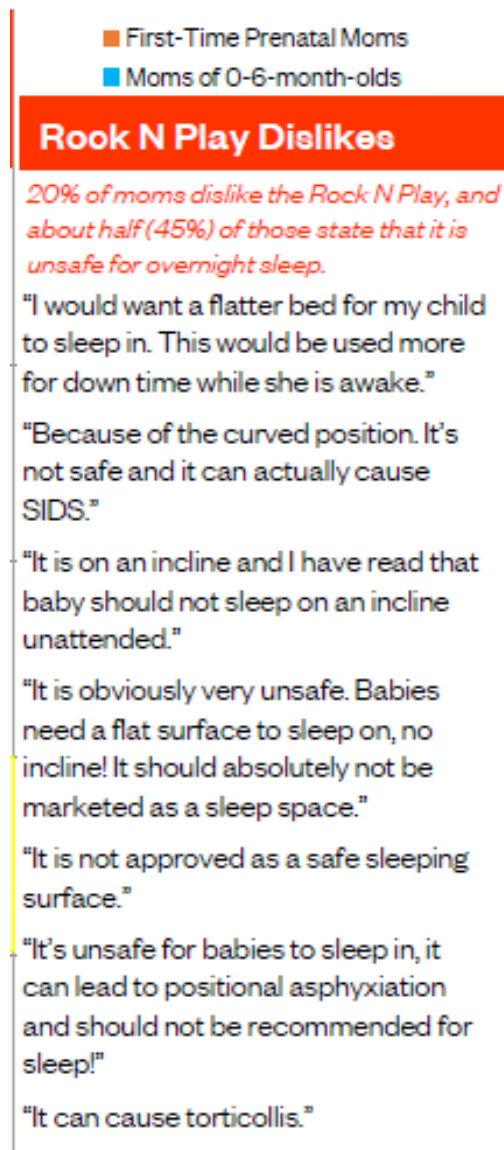 First-Time Prenatal Moms
Moms of 0-6-month-olds
Rook N Play Dislikes
20% of moms dislike the Rock N Play, and
about half (45%) of those state that it is
unsafe for overnight sleep.
“I would want a flatter bed for my child
to sleep in. This would be used more
for down time while she is awake.”
“Because of the curved position. It’s
not safe and it can actually cause
SIDS.”
“It is on an incline and I have read that
baby should not sleep on an incline
unattended.”
“It is obviously very unsafe. Babies
need a flat surface to sleep on, no
incline! It should absolutely not be
marketed as a sleep space.”
“It is not approved as a safe sleeping
surface.”
“It’s unsafe for babies to sleep in, it
can lead to positional asphyxiation
and should not be recommended for
sleep!”
“It can cause torticollis.”